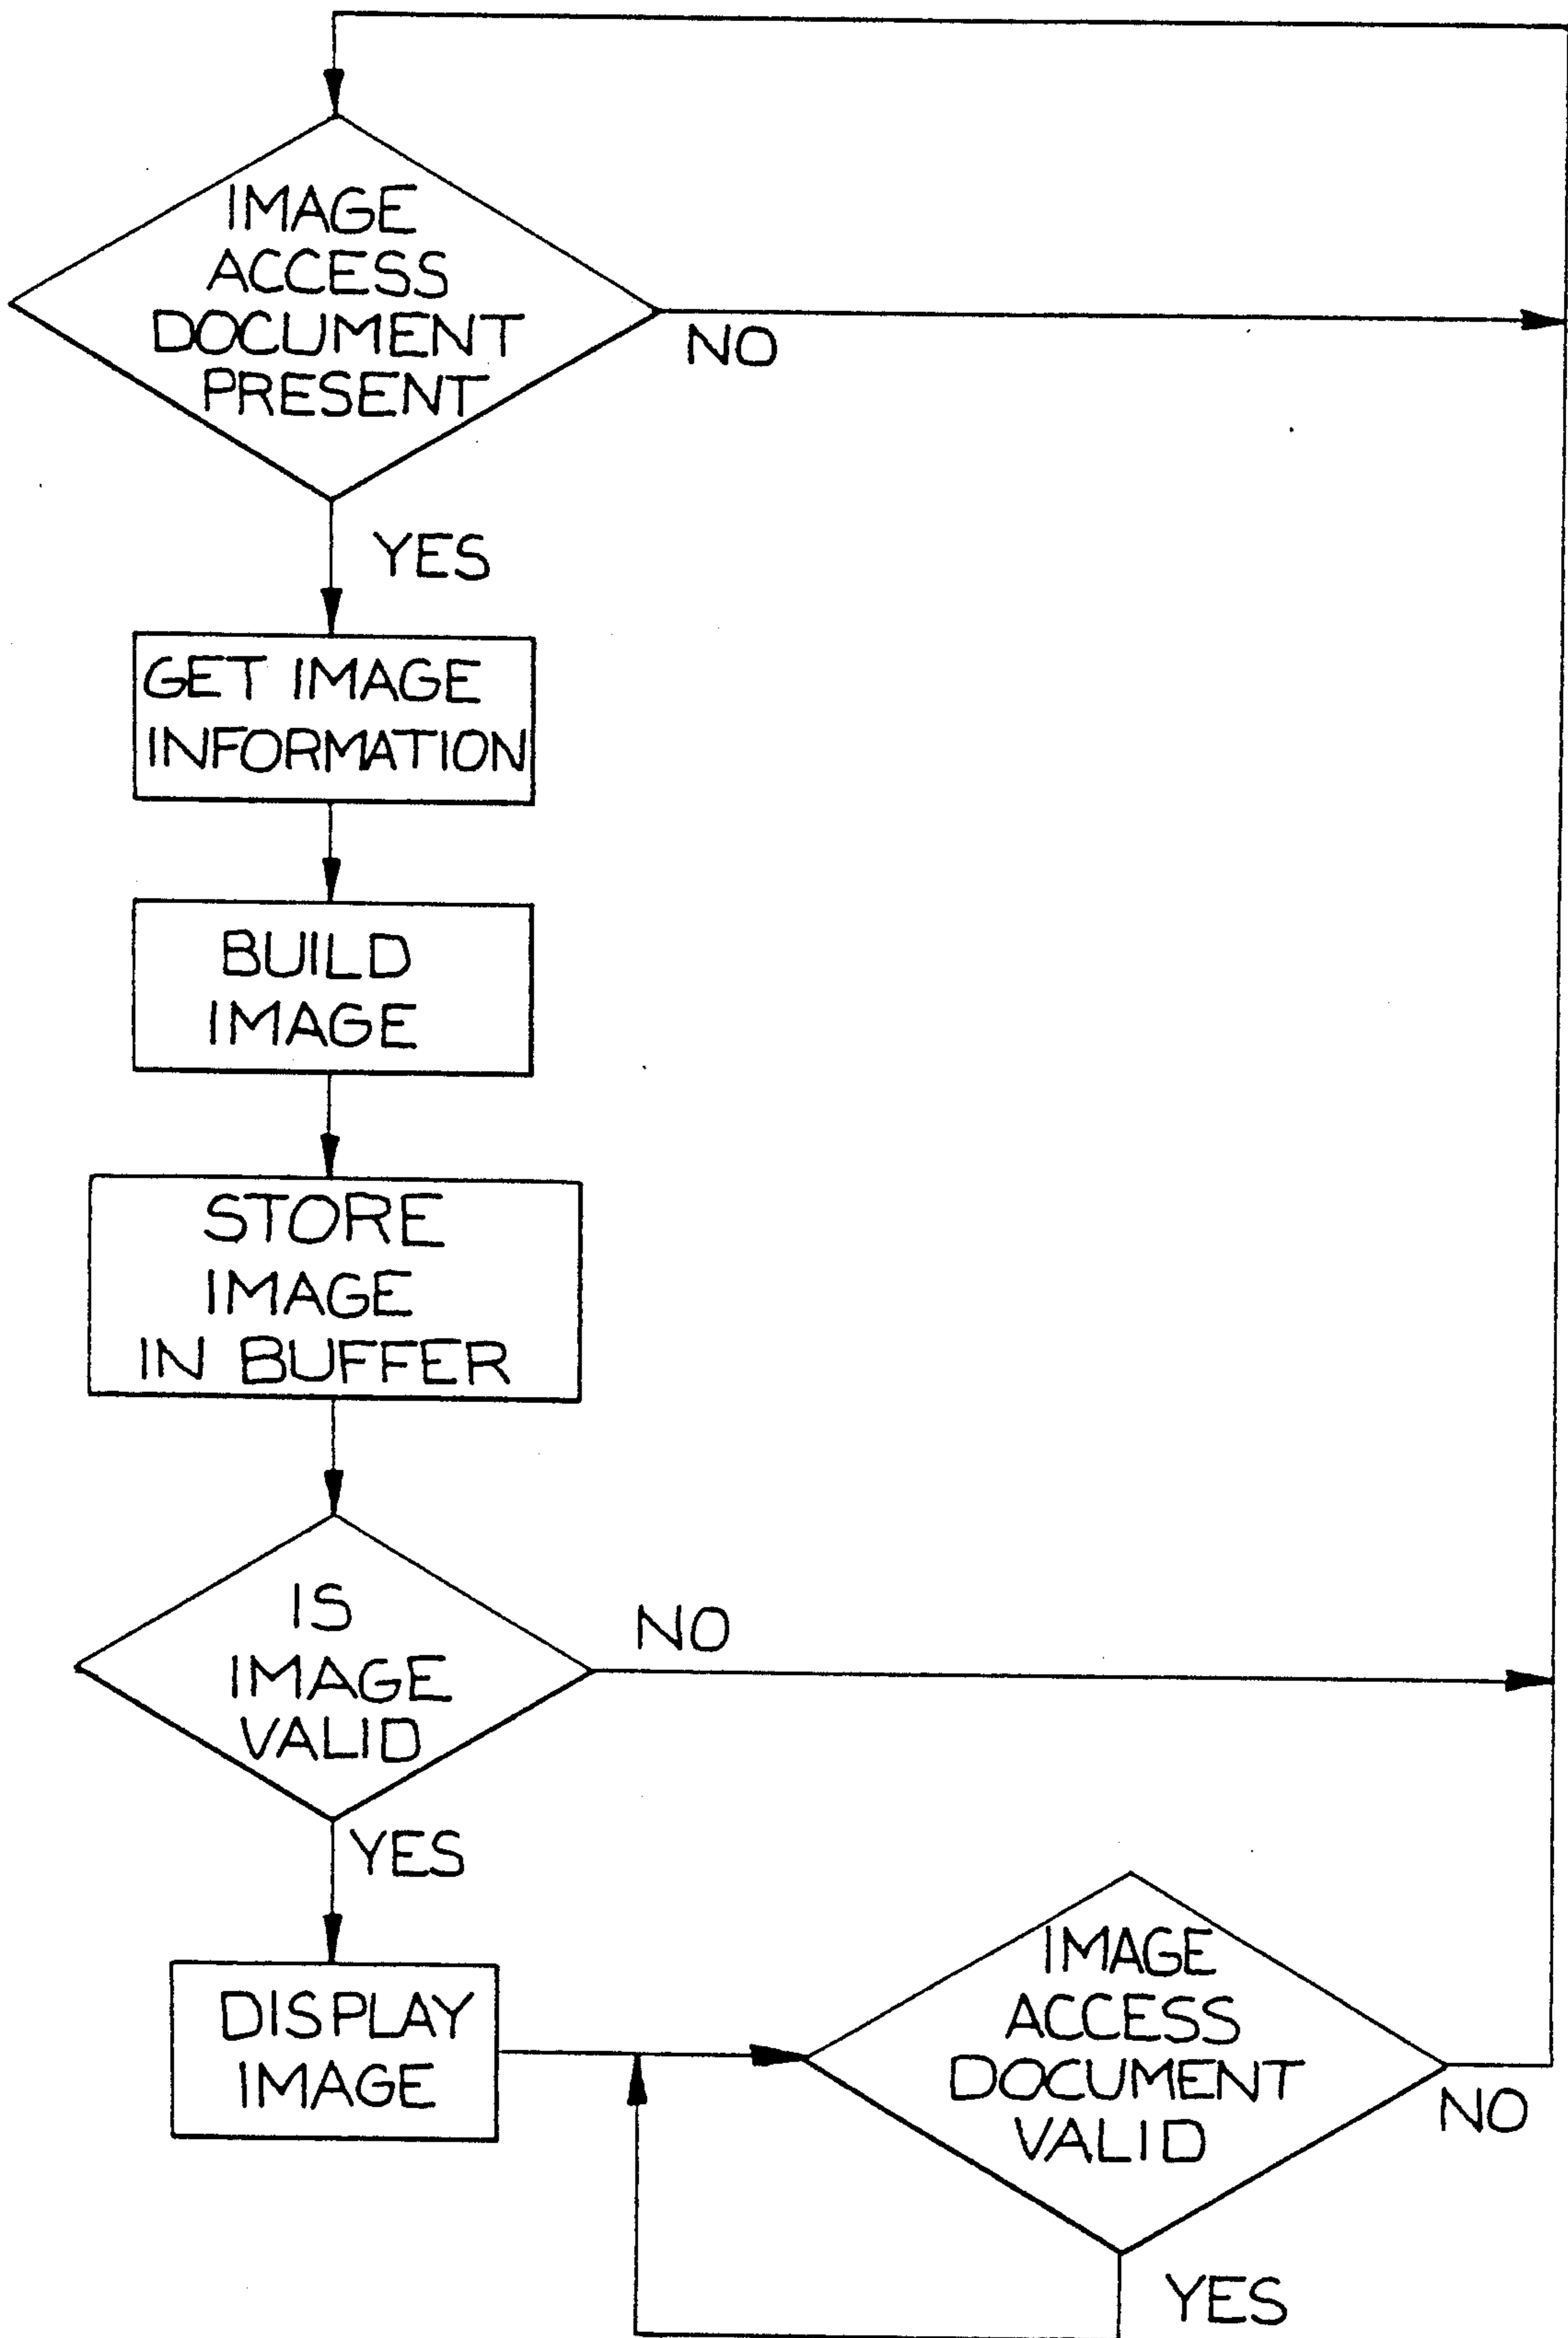 IMAGE
ACCESS
DOCUMENT
PRESENT
NO
YES
GET IMAGE
INFORMATION
BUILD
IMAGE
STORE
IMAGE
IN BUFFER
IS
IMAGE
VALID
NO
YES
DISPLAY
IMAGE
IMAGE
ACCESS
DOCUMENT
VALID
NO
YES